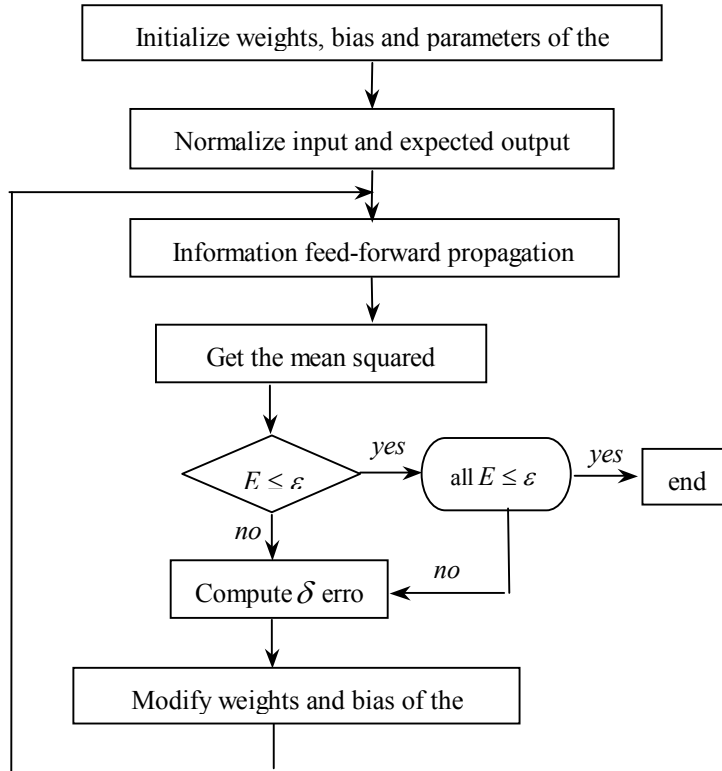 Initialize weights, bias and parameters of the
Normalize input and expected output
Information feed-forward propagation
Get the mean squared
E ≤ ε
yes
all E ≤ ε
yes
end
no
no
Compute δ erro
Modify weights and bias of the